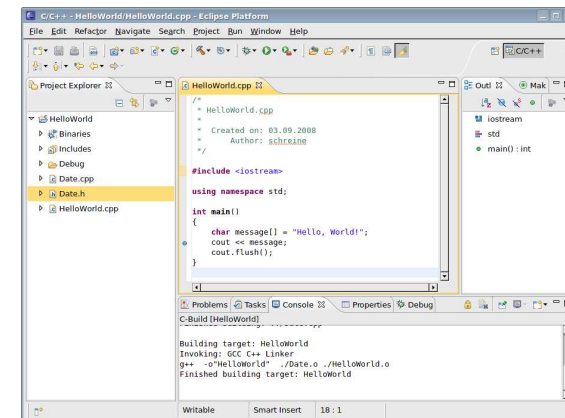 C/C++ - HelloWorld/HelloWorld.cpp - Eclipse Platform
File Edit Refactor Navigate Search Project Run Window Help
C/C++
Project Explorer
HelloWorld
Binaries
Includes
Debug
Date.cpp
Date.h
HelloWorld.cpp
HelloWorld.cpp
/*
* HelloWorld.cpp
*
* Created on: 03.09.2008
* Author: schreine
*/
#include <iostream>
using namespace std;
int main()
{
char message[] = "Hello, World!";
cout << message;
cout.flush();
}
Outl Mak
iostream
std
main() : int
Problems Tasks Console Properties Debug
C-Build [HelloWorld]
Building target: HelloWorld
Invoking: GCC C++ Linker
g++ -o"HelloWorld" ./Date.o ./HelloWorld.o
Finished building target: HelloWorld
Writable Smart Insert 18 : 1